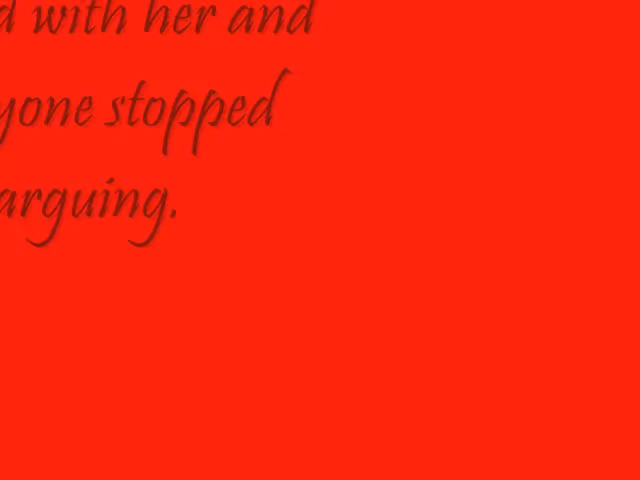 d with her and
yone stopped
arguing.